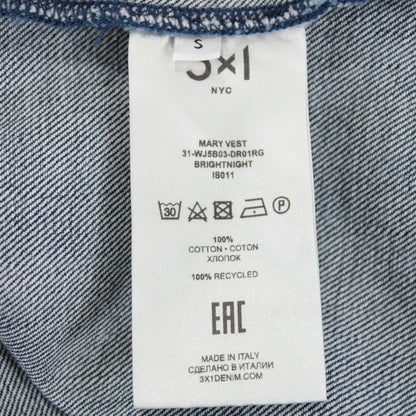 S
3×1
NYC
MARY VEST
31-WJ5B03-DR01RG
BRIGHTNIGHT
IS011
30 P
100%
COTTON • COTON
ХЛОПОК
100% RECYCLED
EAC
MADE IN ITALY
СДЕЛАНО В ИТАЛИИ
3X1DENIM.COM